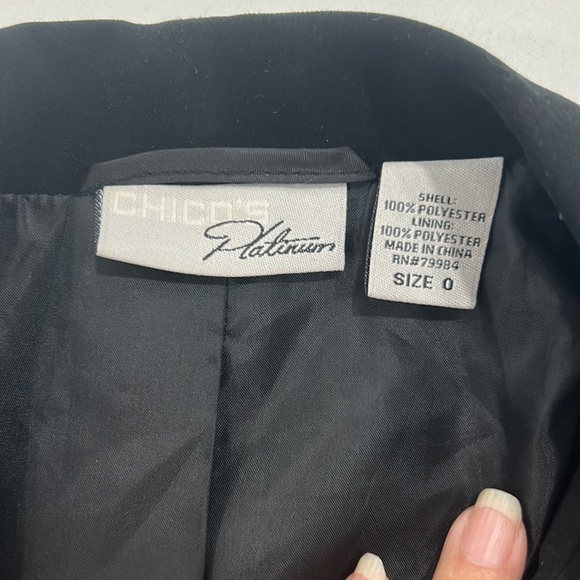 CHICO'S
Platinum
SHELL:
100% POLYESTER
LINING:
100% POLYESTER
MADE IN CHINA
RN#79984
SIZE 0